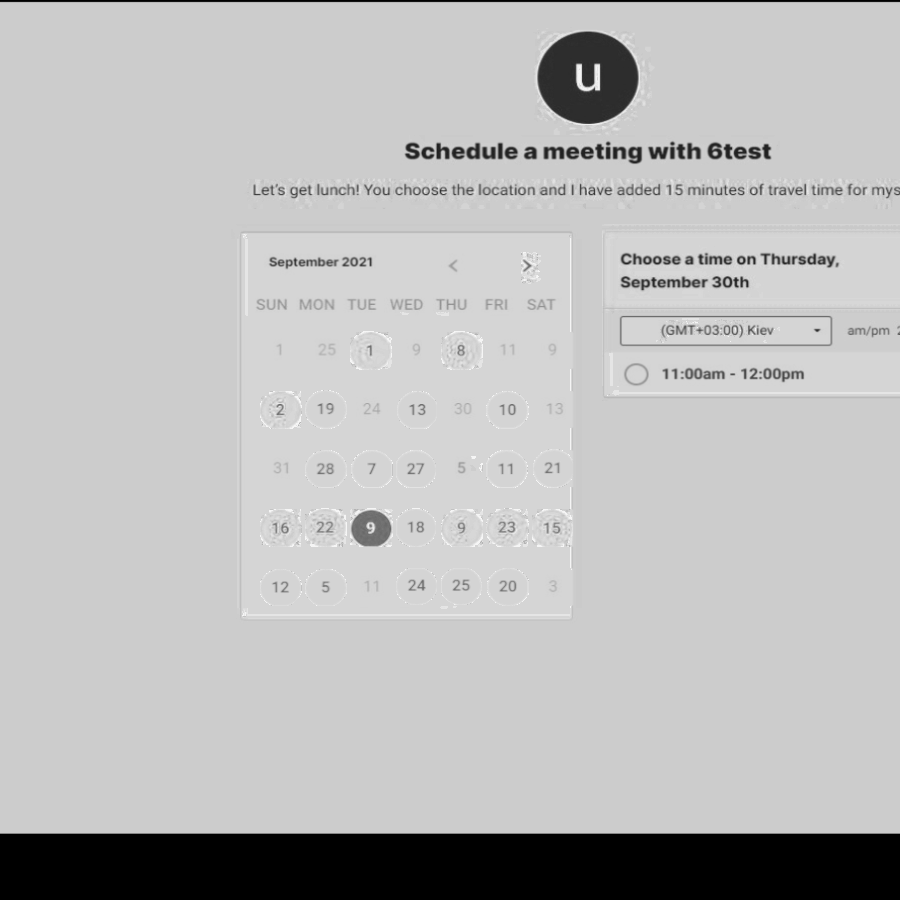 u
Schedule a meeting with 6test
Let's get lunch! You choose the location and I have added 15 minutes of travel time for mys
September 2021
SUN MON TUE WED THU FRI SAT
1 25 1 9 8 11 9
2 19 24 13 30 10 13
31 28 7 27 5 11 21
16 22 9 18 9 23 15
12 5 11 24 25 20 3
Choose a time on Thursday,
September 30th
(GMT+03:00) Kiev am/pm 2
11:00am - 12:00pm